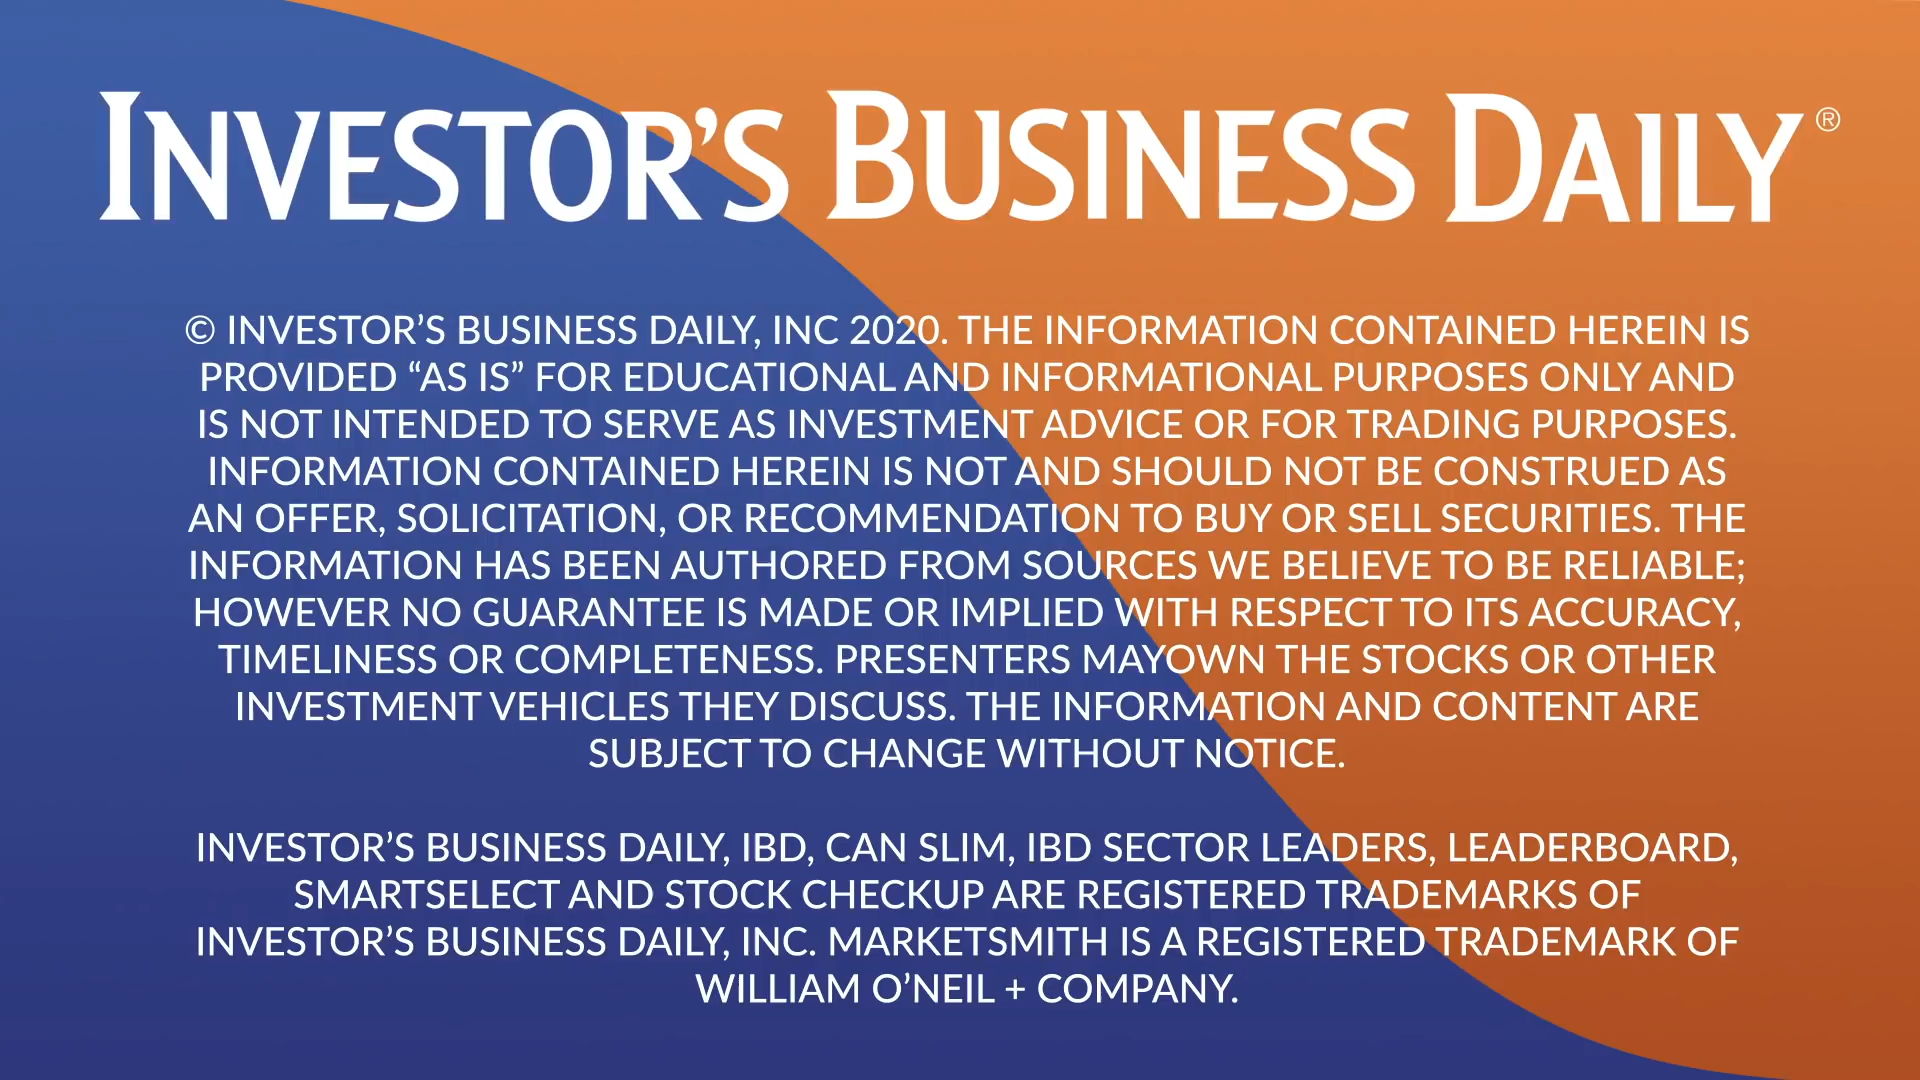 INVESTOR'S BUSINESS DAILY®
© INVESTOR'S BUSINESS DAILY, INC 2020. THE INFORMATION CONTAINED HEREIN IS
PROVIDED “AS IS” FOR EDUCATIONAL AND INFORMATIONAL PURPOSES ONLY AND
IS NOT INTENDED TO SERVE AS INVESTMENT ADVICE OR FOR TRADING PURPOSES.
INFORMATION CONTAINED HEREIN IS NOT AND SHOULD NOT BE CONSTRUED AS
AN OFFER, SOLICITATION, OR RECOMMENDATION TO BUY OR SELL SECURITIES. THE
INFORMATION HAS BEEN AUTHORED FROM SOURCES WE BELIEVE TO BE RELIABLE;
HOWEVER NO GUARANTEE IS MADE OR IMPLIED WITH RESPECT TO ITS ACCURACY,
TIMELINESS OR COMPLETENESS. PRESENTERS MAYOWN THE STOCKS OR OTHER
INVESTMENT VEHICLES THEY DISCUSS. THE INFORMATION AND CONTENT ARE
SUBJECT TO CHANGE WITHOUT NOTICE.
INVESTOR'S BUSINESS DAILY, IBD, CAN SLIM, IBD SECTOR LEADERS, LEADERBOARD,
SMARTSELECT AND STOCK CHECKUP ARE REGISTERED TRADEMARKS OF
INVESTOR'S BUSINESS DAILY, INC. MARKETSMITH IS A REGISTERED TRADEMARK OF
WILLIAM O'NEIL + COMPANY.